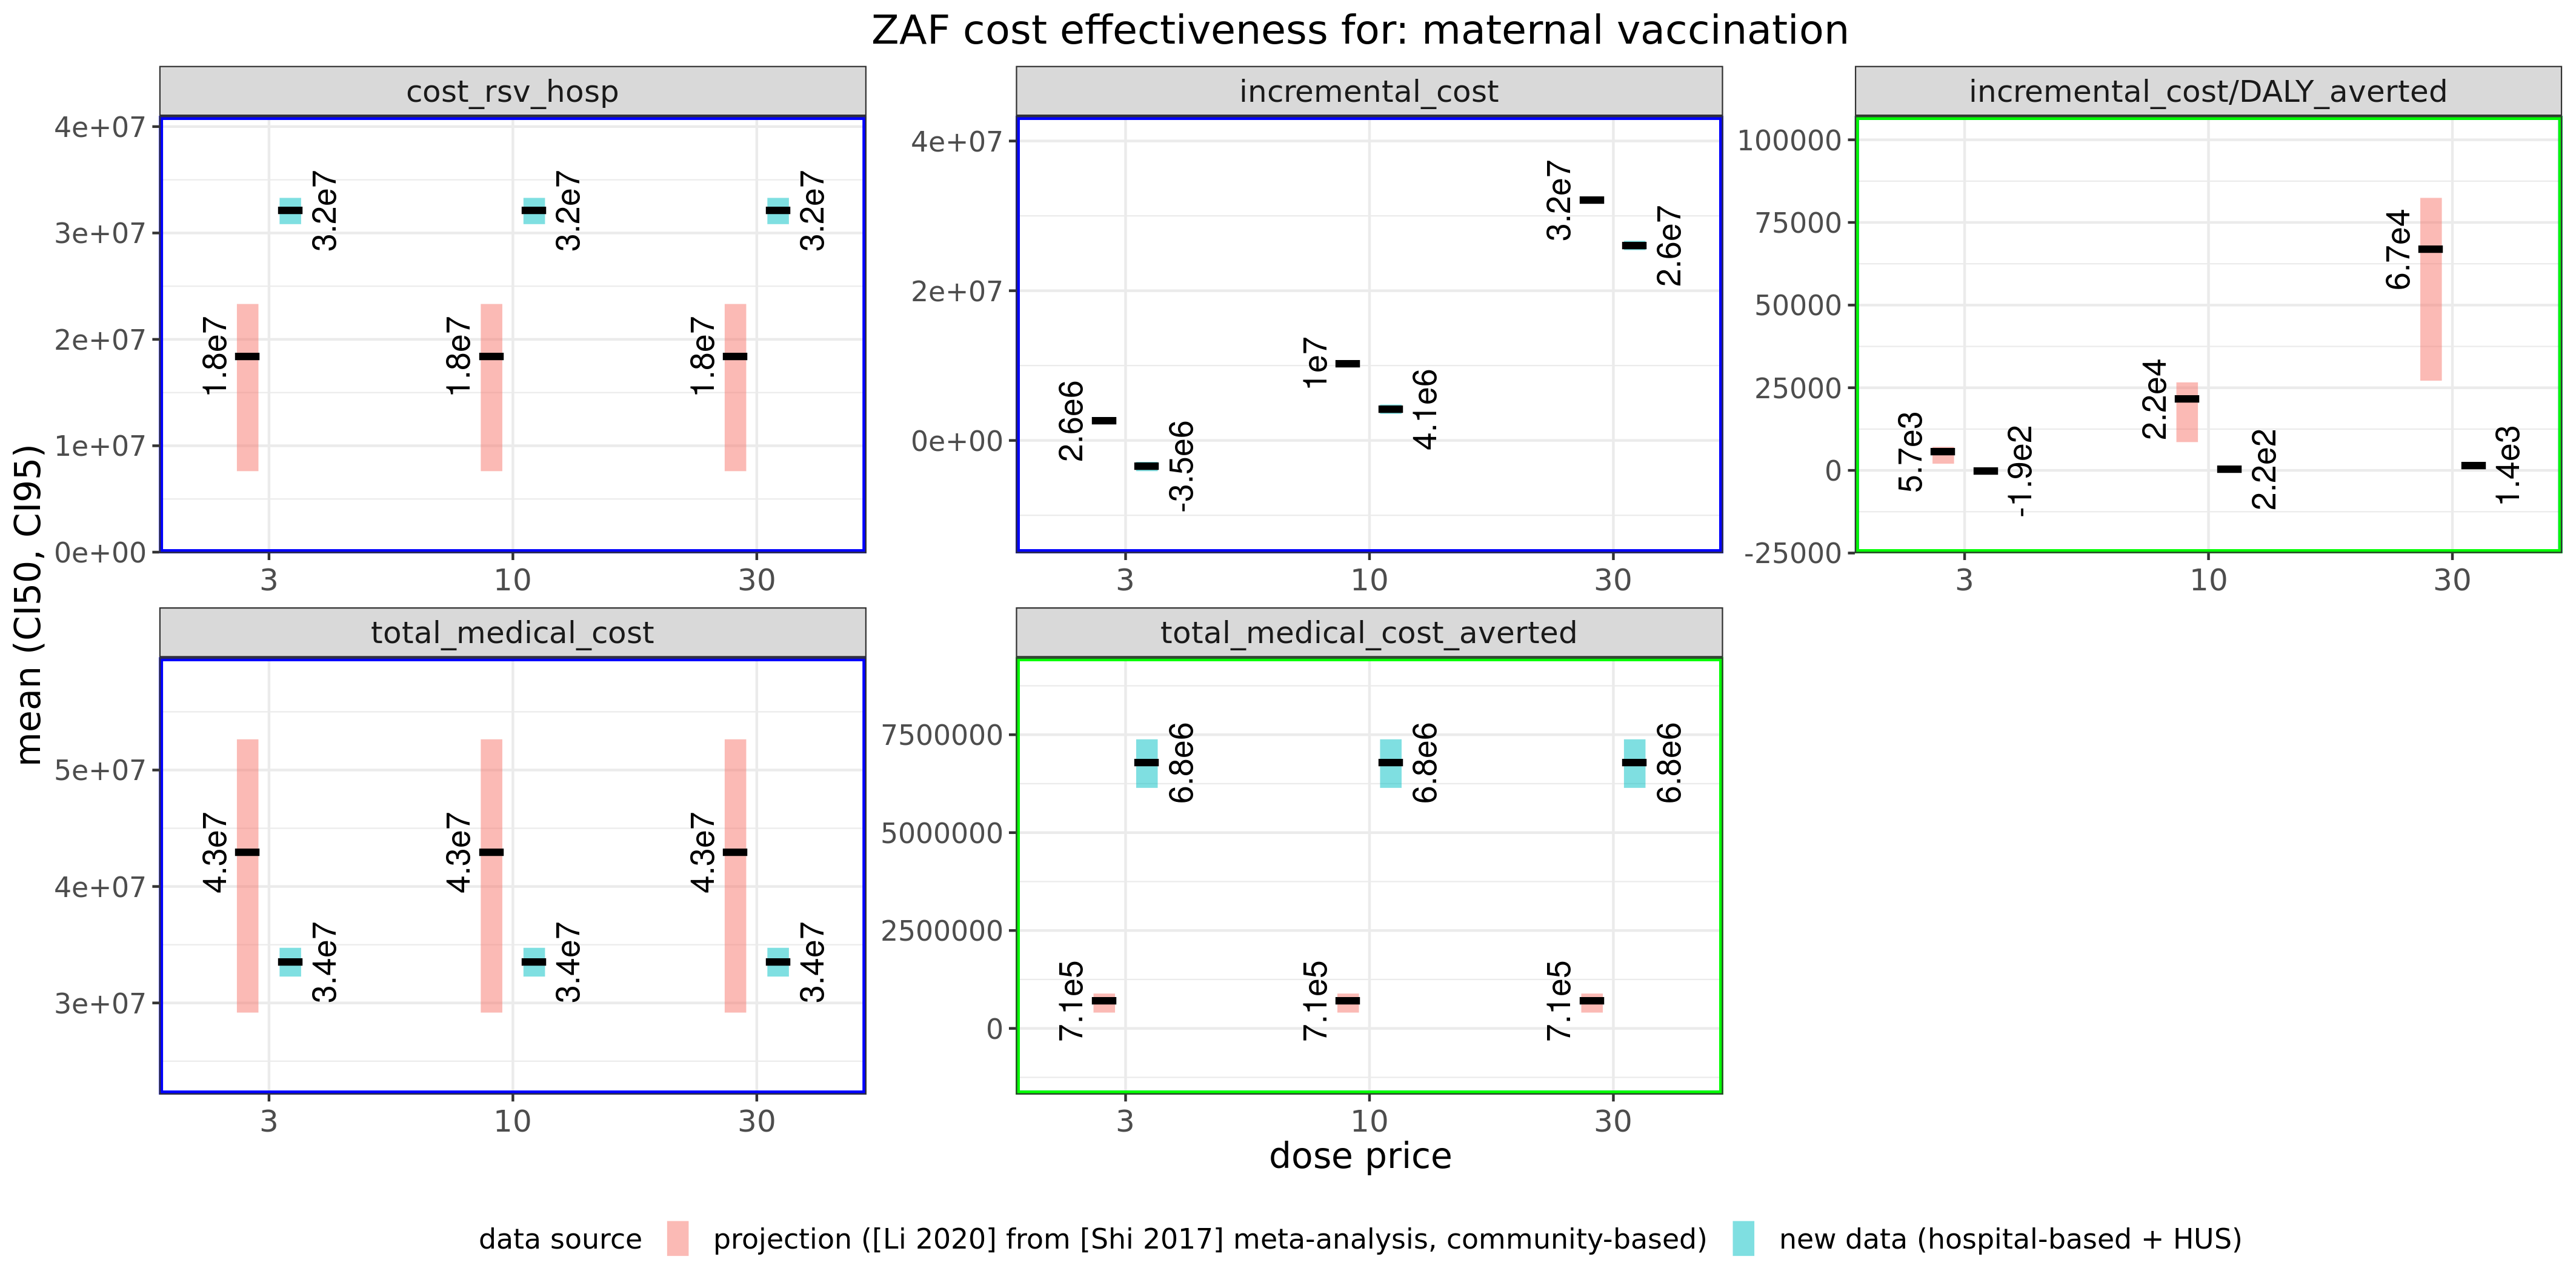 ZAF cost effectiveness for: maternal vaccination
mean (CI50, CI95)
cost_rsv_hosp
4e+07
3e+07
2e+07
1e+07
0e+00
1.8e7
3.2e7
1.8e7
3.2e7
1.8e7
3.2e7
3
10
30
incremental_cost
4e+07
2e+07
0e+00
2.6e6
-3.5e6
1e7
4.1e6
3.2e7
2.6e7
3
10
30
incremental_cost/DALY_averted
100000
75000
50000
25000
0
-25000
5.7e3
-1.9e2
2.2e4
2.2e2
6.7e4
1.4e3
3
10
30
total_medical_cost
5e+07
4e+07
3e+07
4.3e7
3.4e7
4.3e7
3.4e7
4.3e7
3.4e7
3
10
30
total_medical_cost_averted
7500000
5000000
2500000
0
7.1e5
6.8e6
7.1e5
6.8e6
7.1e5
6.8e6
3
10
30
dose price
data source
projection ([Li 2020] from [Shi 2017] meta-analysis, community-based)
new data (hospital-based + HUS)